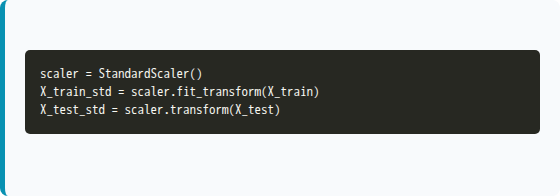 scaler = StandardScaler()
X_train_std = scaler.fit_transform(X_train)
X_test_std = scaler.transform(X_test)